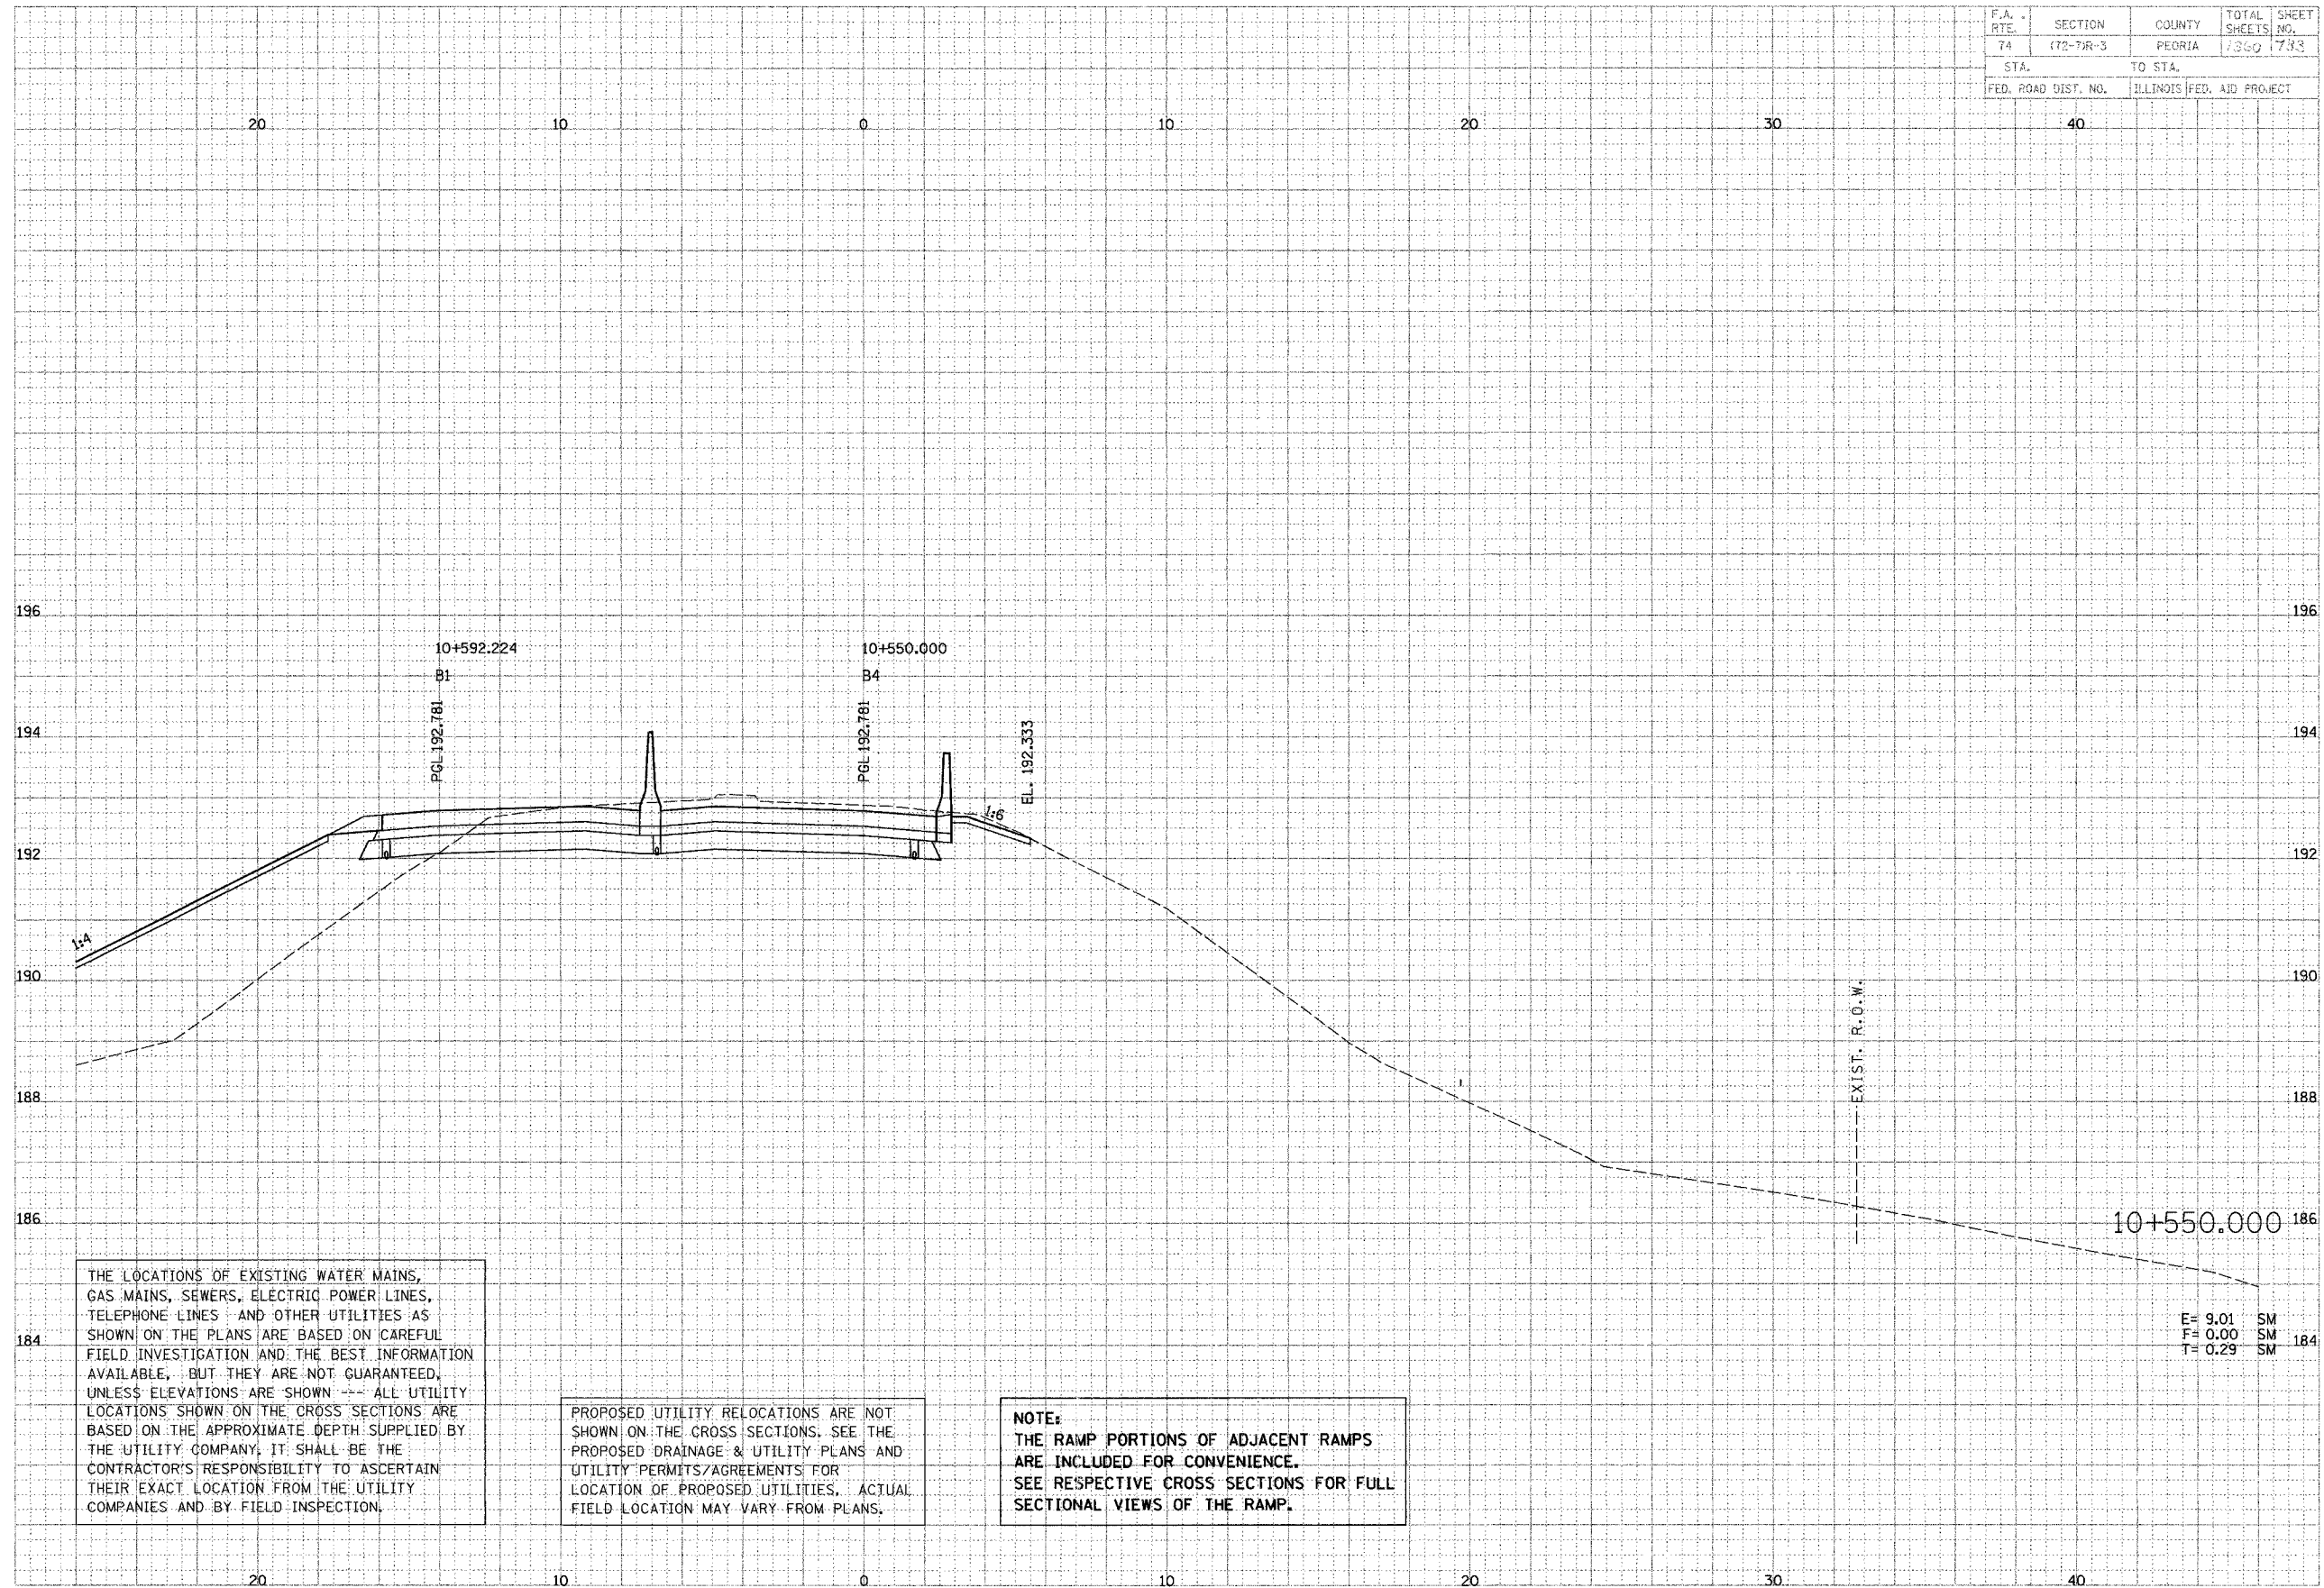 F.A. RTE. SECTION COUNTY TOTAL SHEETS SHEET NO.
74 (72-7)R-3 PEORIA 1360 733
STA. TO STA.
FED. ROAD DIST. NO. ILLINOIS FED. AID PROJECT
20 10 0 10 20 30 40
196 196
10+592.224 10+550.000
B1 B4
PGL 192.781 PGL 192.781 EL. 192.333
194 194
1:6
192 192
1:4
190 190
EXIST. R.O.W.
188 188
186 10+550.000 186
E= 9.01 SM
F= 0.00 SM
T= 0.29 SM
184 184
THE LOCATIONS OF EXISTING WATER MAINS,
GAS MAINS, SEWERS, ELECTRIC POWER LINES,
TELEPHONE LINES AND OTHER UTILITIES AS
SHOWN ON THE PLANS ARE BASED ON CAREFUL
FIELD INVESTIGATION AND THE BEST INFORMATION
AVAILABLE, BUT THEY ARE NOT GUARANTEED,
UNLESS ELEVATIONS ARE SHOWN --- ALL UTILITY
LOCATIONS SHOWN ON THE CROSS SECTIONS ARE
BASED ON THE APPROXIMATE DEPTH SUPPLIED BY
THE UTILITY COMPANY. IT SHALL BE THE
CONTRACTOR'S RESPONSIBILITY TO ASCERTAIN
THEIR EXACT LOCATION FROM THE UTILITY
COMPANIES AND BY FIELD INSPECTION.
PROPOSED UTILITY RELOCATIONS ARE NOT
SHOWN ON THE CROSS SECTIONS. SEE THE
PROPOSED DRAINAGE & UTILITY PLANS AND
UTILITY PERMITS/AGREEMENTS FOR
LOCATION OF PROPOSED UTILITIES. ACTUAL
FIELD LOCATION MAY VARY FROM PLANS.
NOTE:
THE RAMP PORTIONS OF ADJACENT RAMPS
ARE INCLUDED FOR CONVENIENCE.
SEE RESPECTIVE CROSS SECTIONS FOR FULL
SECTIONAL VIEWS OF THE RAMP.
20 10 0 10 20 30 40